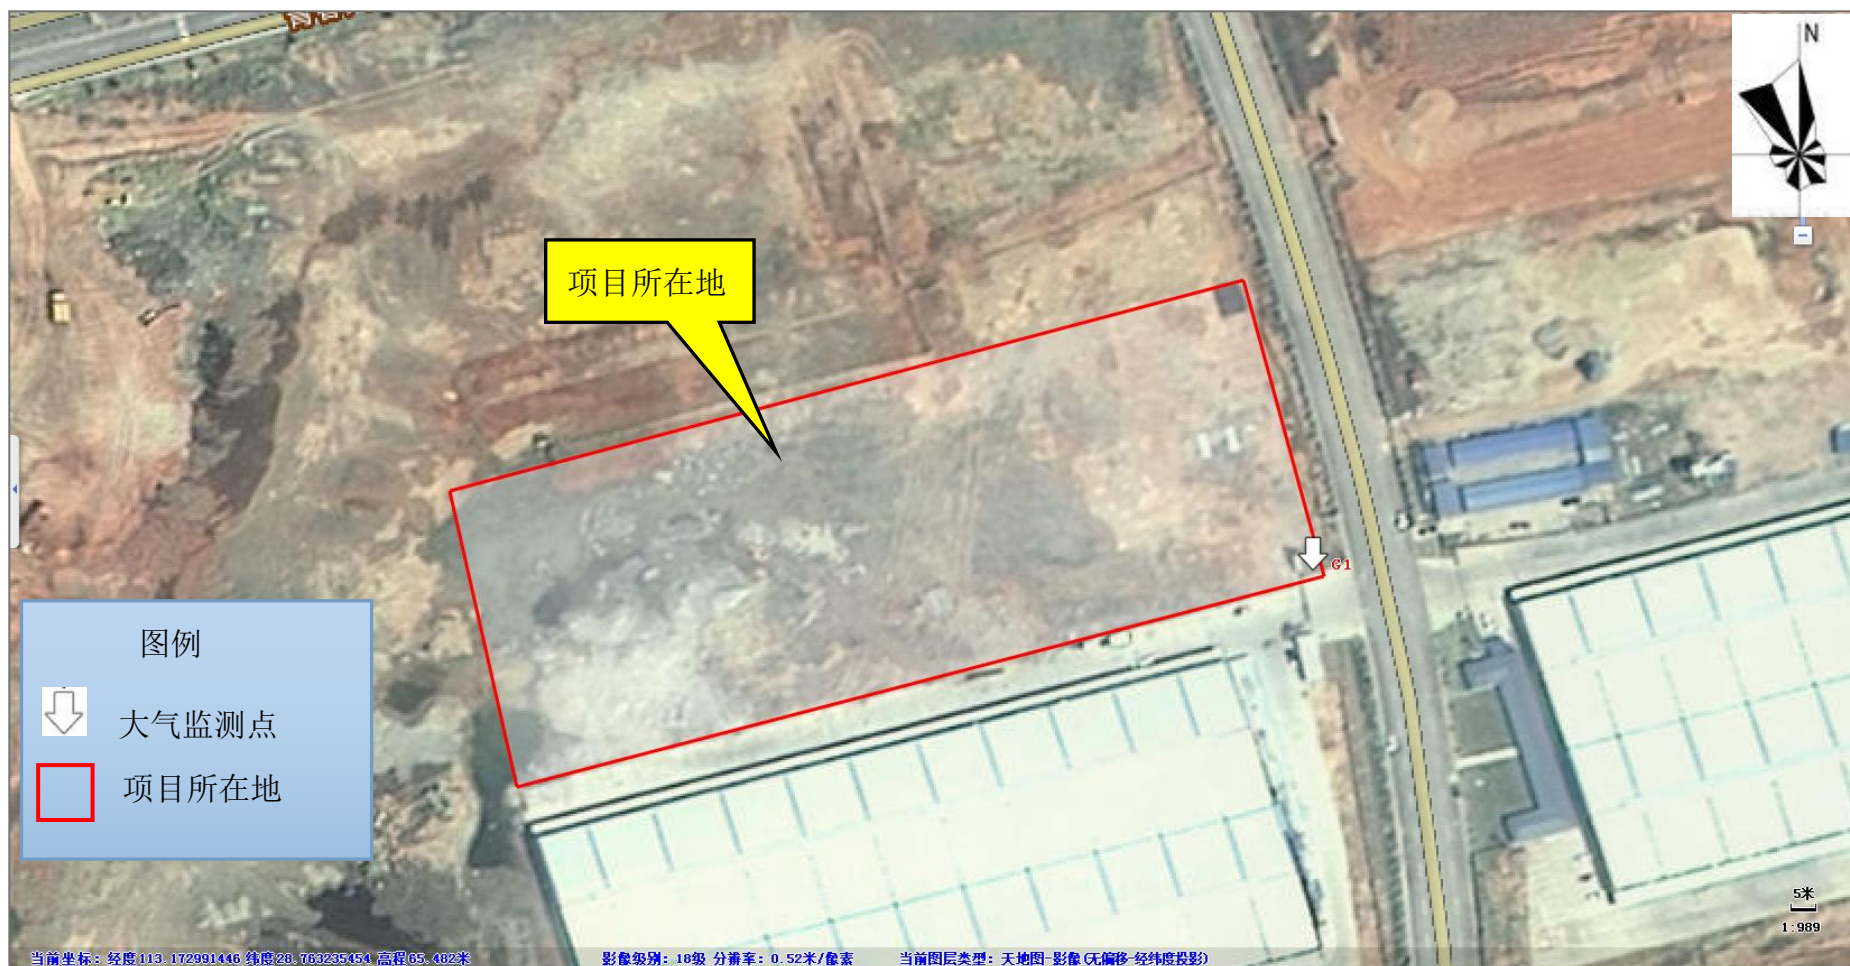 N
项目所在地
G1
图例
大气监测点
项目所在地
5米
1:989
当前坐标：经度113.172991446 纬度28.763235454 高程65.482米
影像级别：18级 分辨率：0.52米/像素
当前图层类型：天地图-影像(无偏移-经纬度投影)